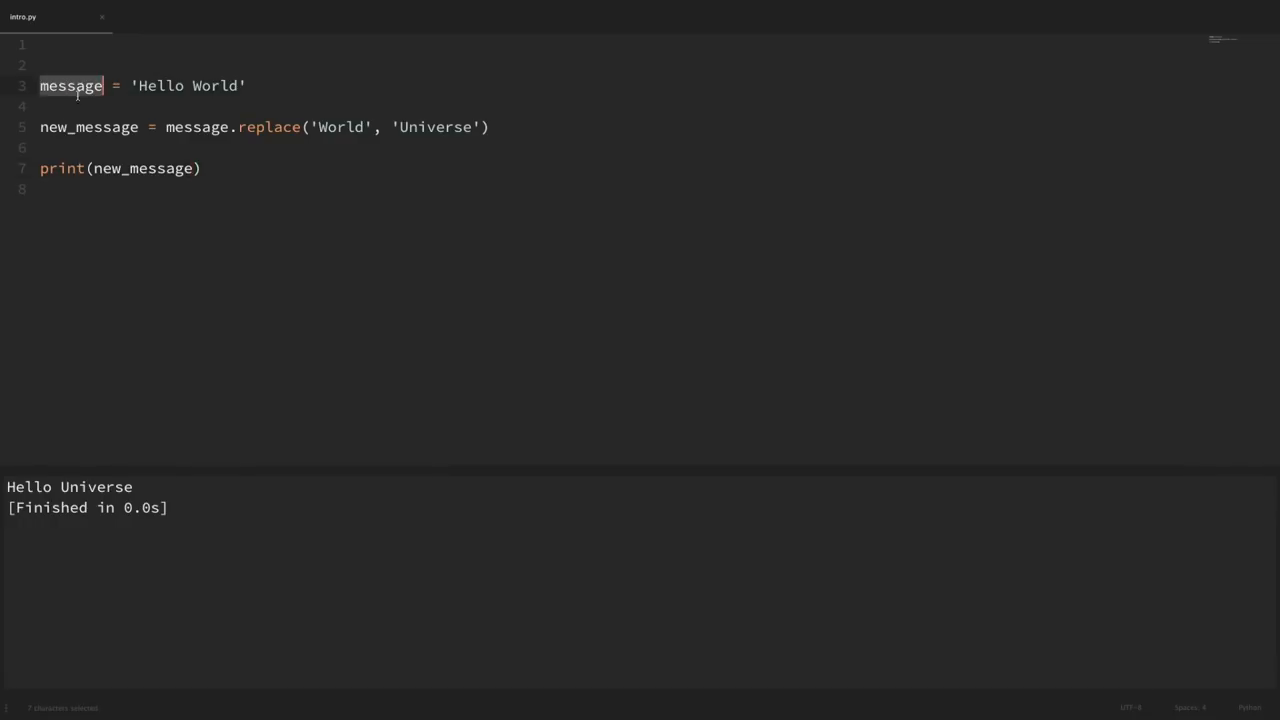 intro.py ×
1
2
3 message = 'Hello World'
4
5 new_message = message.replace('World', 'Universe')
6
7 print(new_message)
8
Hello Universe
[Finished in 0.0s]
7 characters selected
UTF-8 Spaces: 4 Python